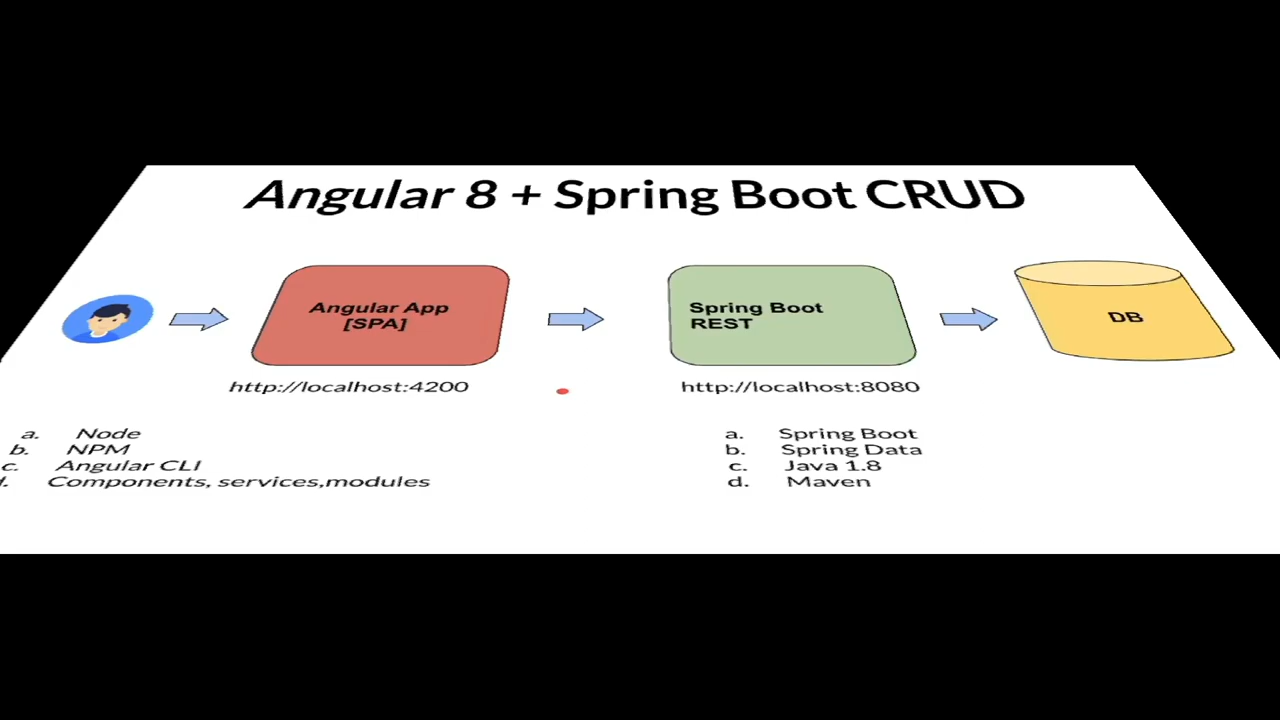 Angular 8 + Spring Boot CRUD
Angular App
[SPA]
Spring Boot
REST
DB
http://localhost:4200
http://localhost:8080
a. Node
b. NPM
c. Angular CLI
d. Components, services,modules
a. Spring Boot
b. Spring Data
c. Java 1.8
d. Maven